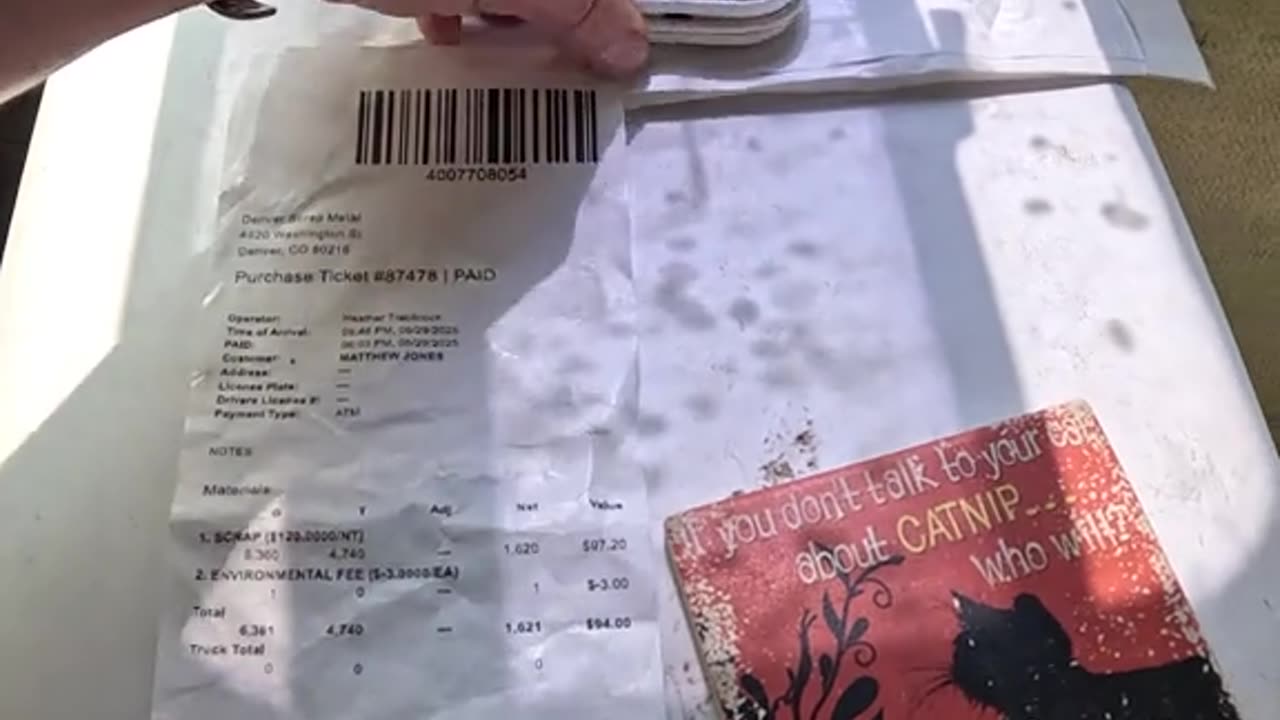 4007708054
Denver Scrap Metal
Washington St
Denver, CO 80216
Purchase Ticket #87478 | PAID
Operator: Heather
Time of Arrival: PM,
PAID: PM,
Customer: MATTHEW JONES
Address: —
License Plate: —
Drivers License #: —
Payment Type: ATM
NOTES
Materials
G T Adj. Net Value
1. SCRAP ($120.0000/NT)
6,360 4,740 — 1,620 $97.20
2. ENVIRONMENTAL FEE ($-3.0000/EA)
1 0 — 1 $-3.00
Total
6,361 4,740 — 1,621 $94.00
Truck Total
0 0 0
If you don't talk to your cat
about CATNIP---
who will?